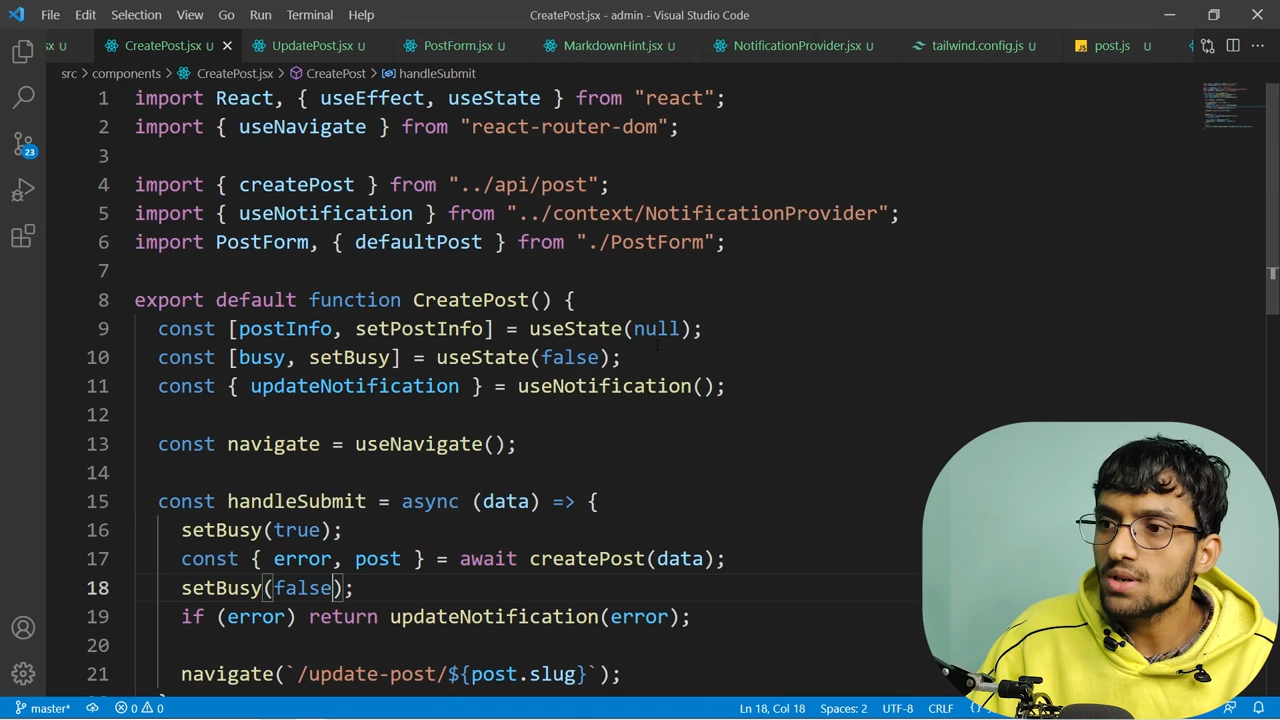 File Edit Selection View Go Run Terminal Help CreatePost.jsx - admin - Visual Studio Code
sx U CreatePost.jsx U UpdatePost.jsx U PostForm.jsx U MarkdownHint.jsx U NotificationProvider.jsx U tailwind.config.js U JS post.js U
src > components > CreatePost.jsx > CreatePost > handleSubmit
1 import React, { useEffect, useState } from "react";
2 import { useNavigate } from "react-router-dom";
3
4 import { createPost } from "../api/post";
5 import { useNotification } from "../context/NotificationProvider";
6 import PostForm, { defaultPost } from "./PostForm";
7
8 export default function CreatePost() {
9 const [postInfo, setPostInfo] = useState(null);
10 const [busy, setBusy] = useState(false);
11 const { updateNotification } = useNotification();
12
13 const navigate = useNavigate();
14
15 const handleSubmit = async (data) => {
16 setBusy(true);
17 const { error, post } = await createPost(data);
18 setBusy(false);
19 if (error) return updateNotification(error);
20
21 navigate(`/update-post/${post.slug}`);
23
master* 0 0 Ln 18, Col 18 Spaces: 2 UTF-8 CRLF